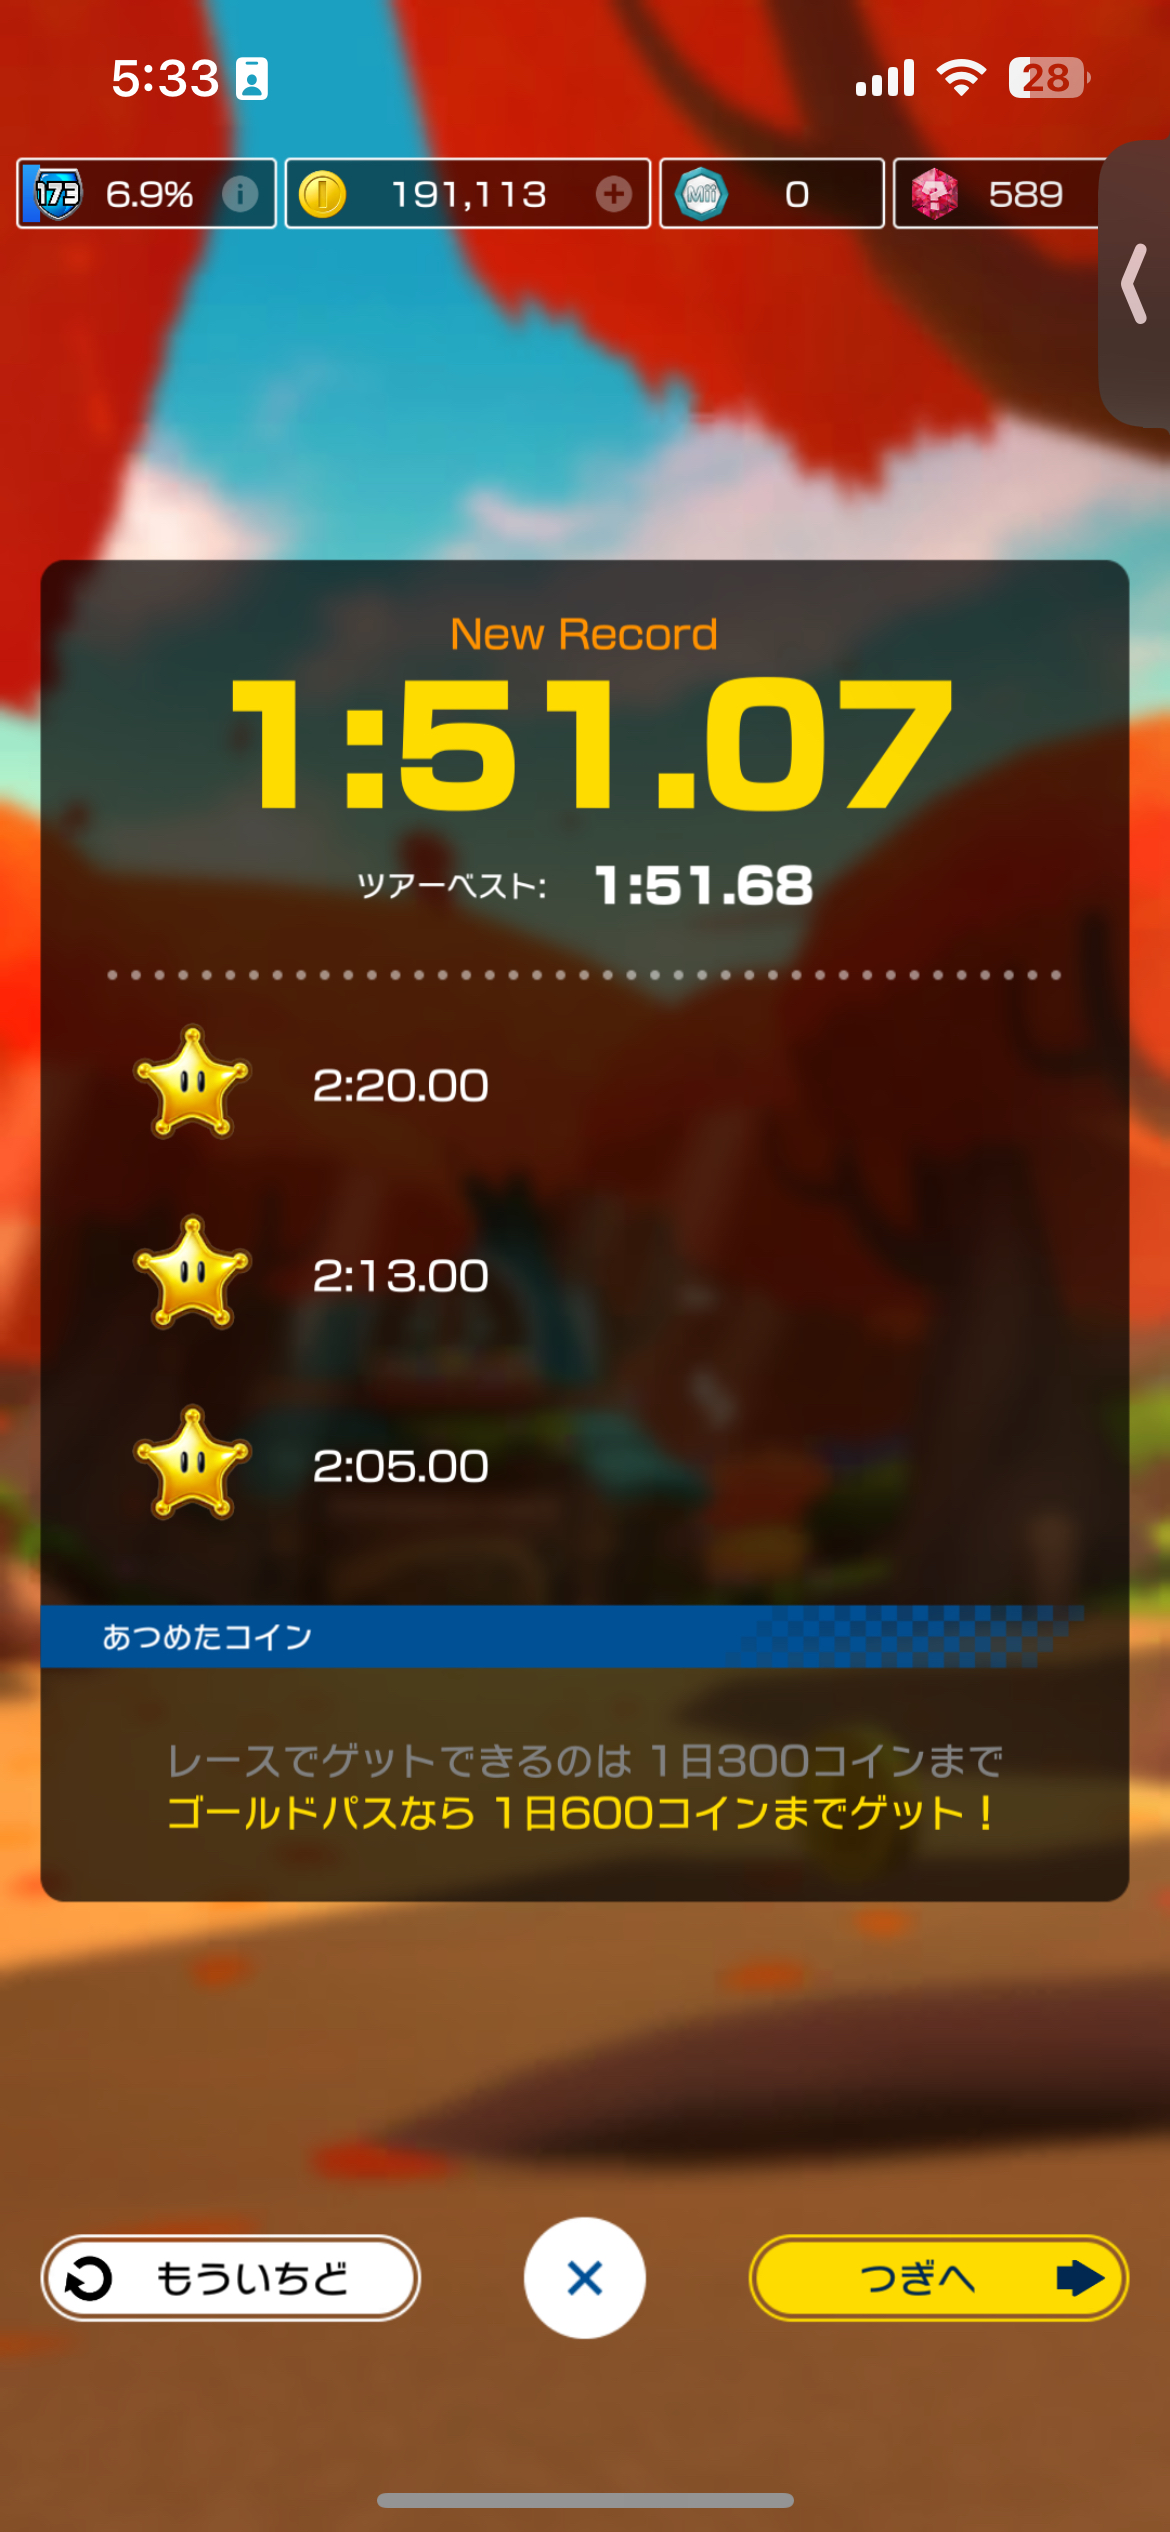 5:33 28
173 6.9% i 191,113 + Mii 0 ? 589
New Record
1:51.07
ツアーベスト: 1:51.68
2:20.00
2:13.00
2:05.00
あつめたコイン
レースでゲットできるのは 1日300コインまで
ゴールドパスなら 1日600コインまでゲット！
もういちど × つぎへ